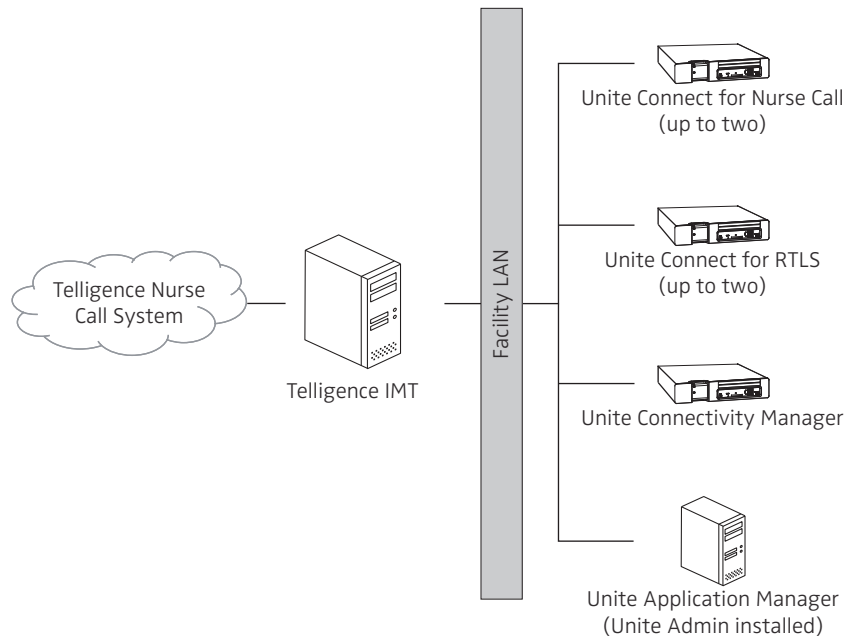 Telligence Nurse
Call System
Telligence IMT
Facility LAN
Unite Connect for Nurse Call
(up to two)
Unite Connect for RTLS
(up to two)
Unite Connectivity Manager
Unite Application Manager
(Unite Admin installed)